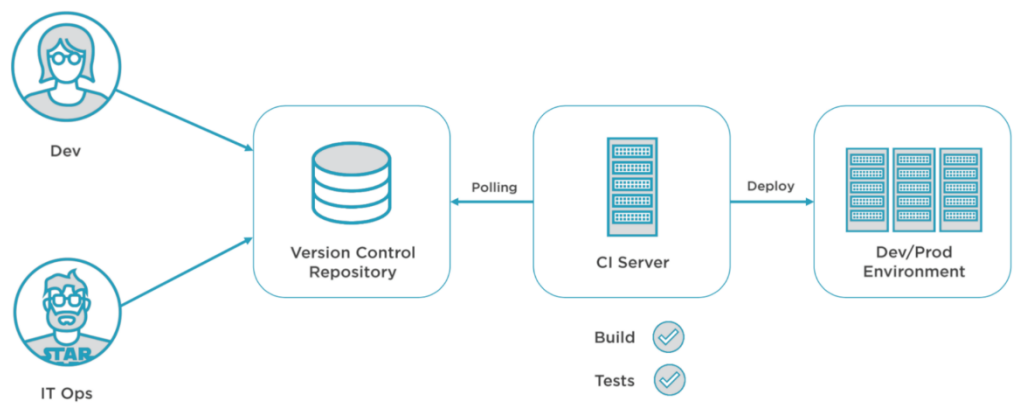 Dev
Version Control
Repository
Polling
CI Server
Deploy
Dev/Prod
Environment
STAR
IT Ops
Build
Tests